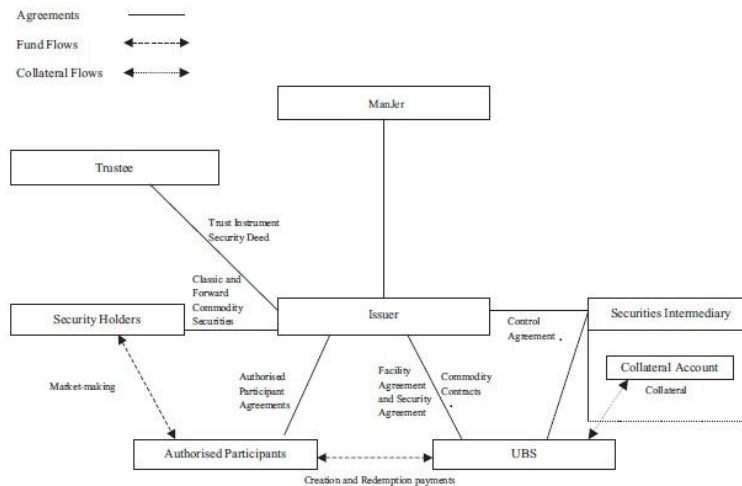 Agreements
Fund Flows
Collateral Flows
ManJer
Trustee
Trust Instrument
Security Deed
Classic and
Forward
Commodity
Securities
Security Holders
Issuer
Securities Intermediary
Control
Agreement
Collateral Account
Collateral
Market-making
Authorised
Participant
Agreements
Facility
Agreement
and Security
Agreement
Commodity
Contracts
Authorised Participants
UBS
Creation and Redemption payments